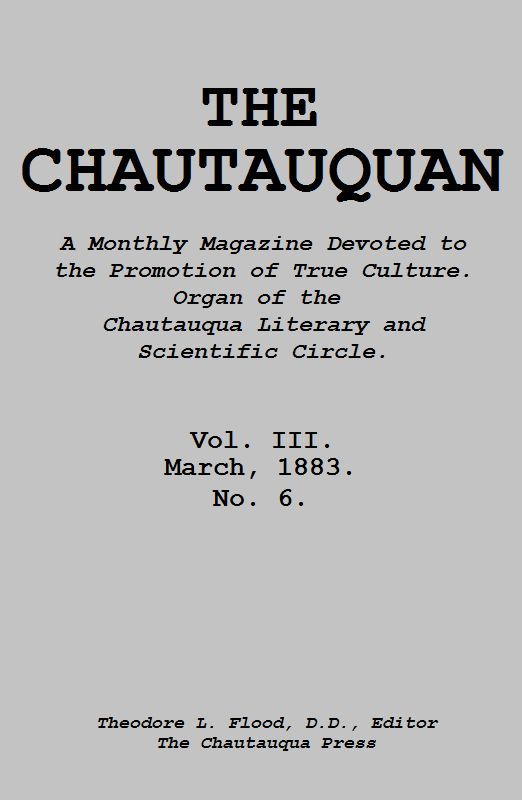 THE
CHAUTAUQUAN
A Monthly Magazine Devoted to
the Promotion of True Culture.
Organ of the
Chautauqua Literary and
Scientific Circle.
Vol. III.
March, 1883.
No. 6.
Theodore L. Flood, D.D., Editor
The Chautauqua Press